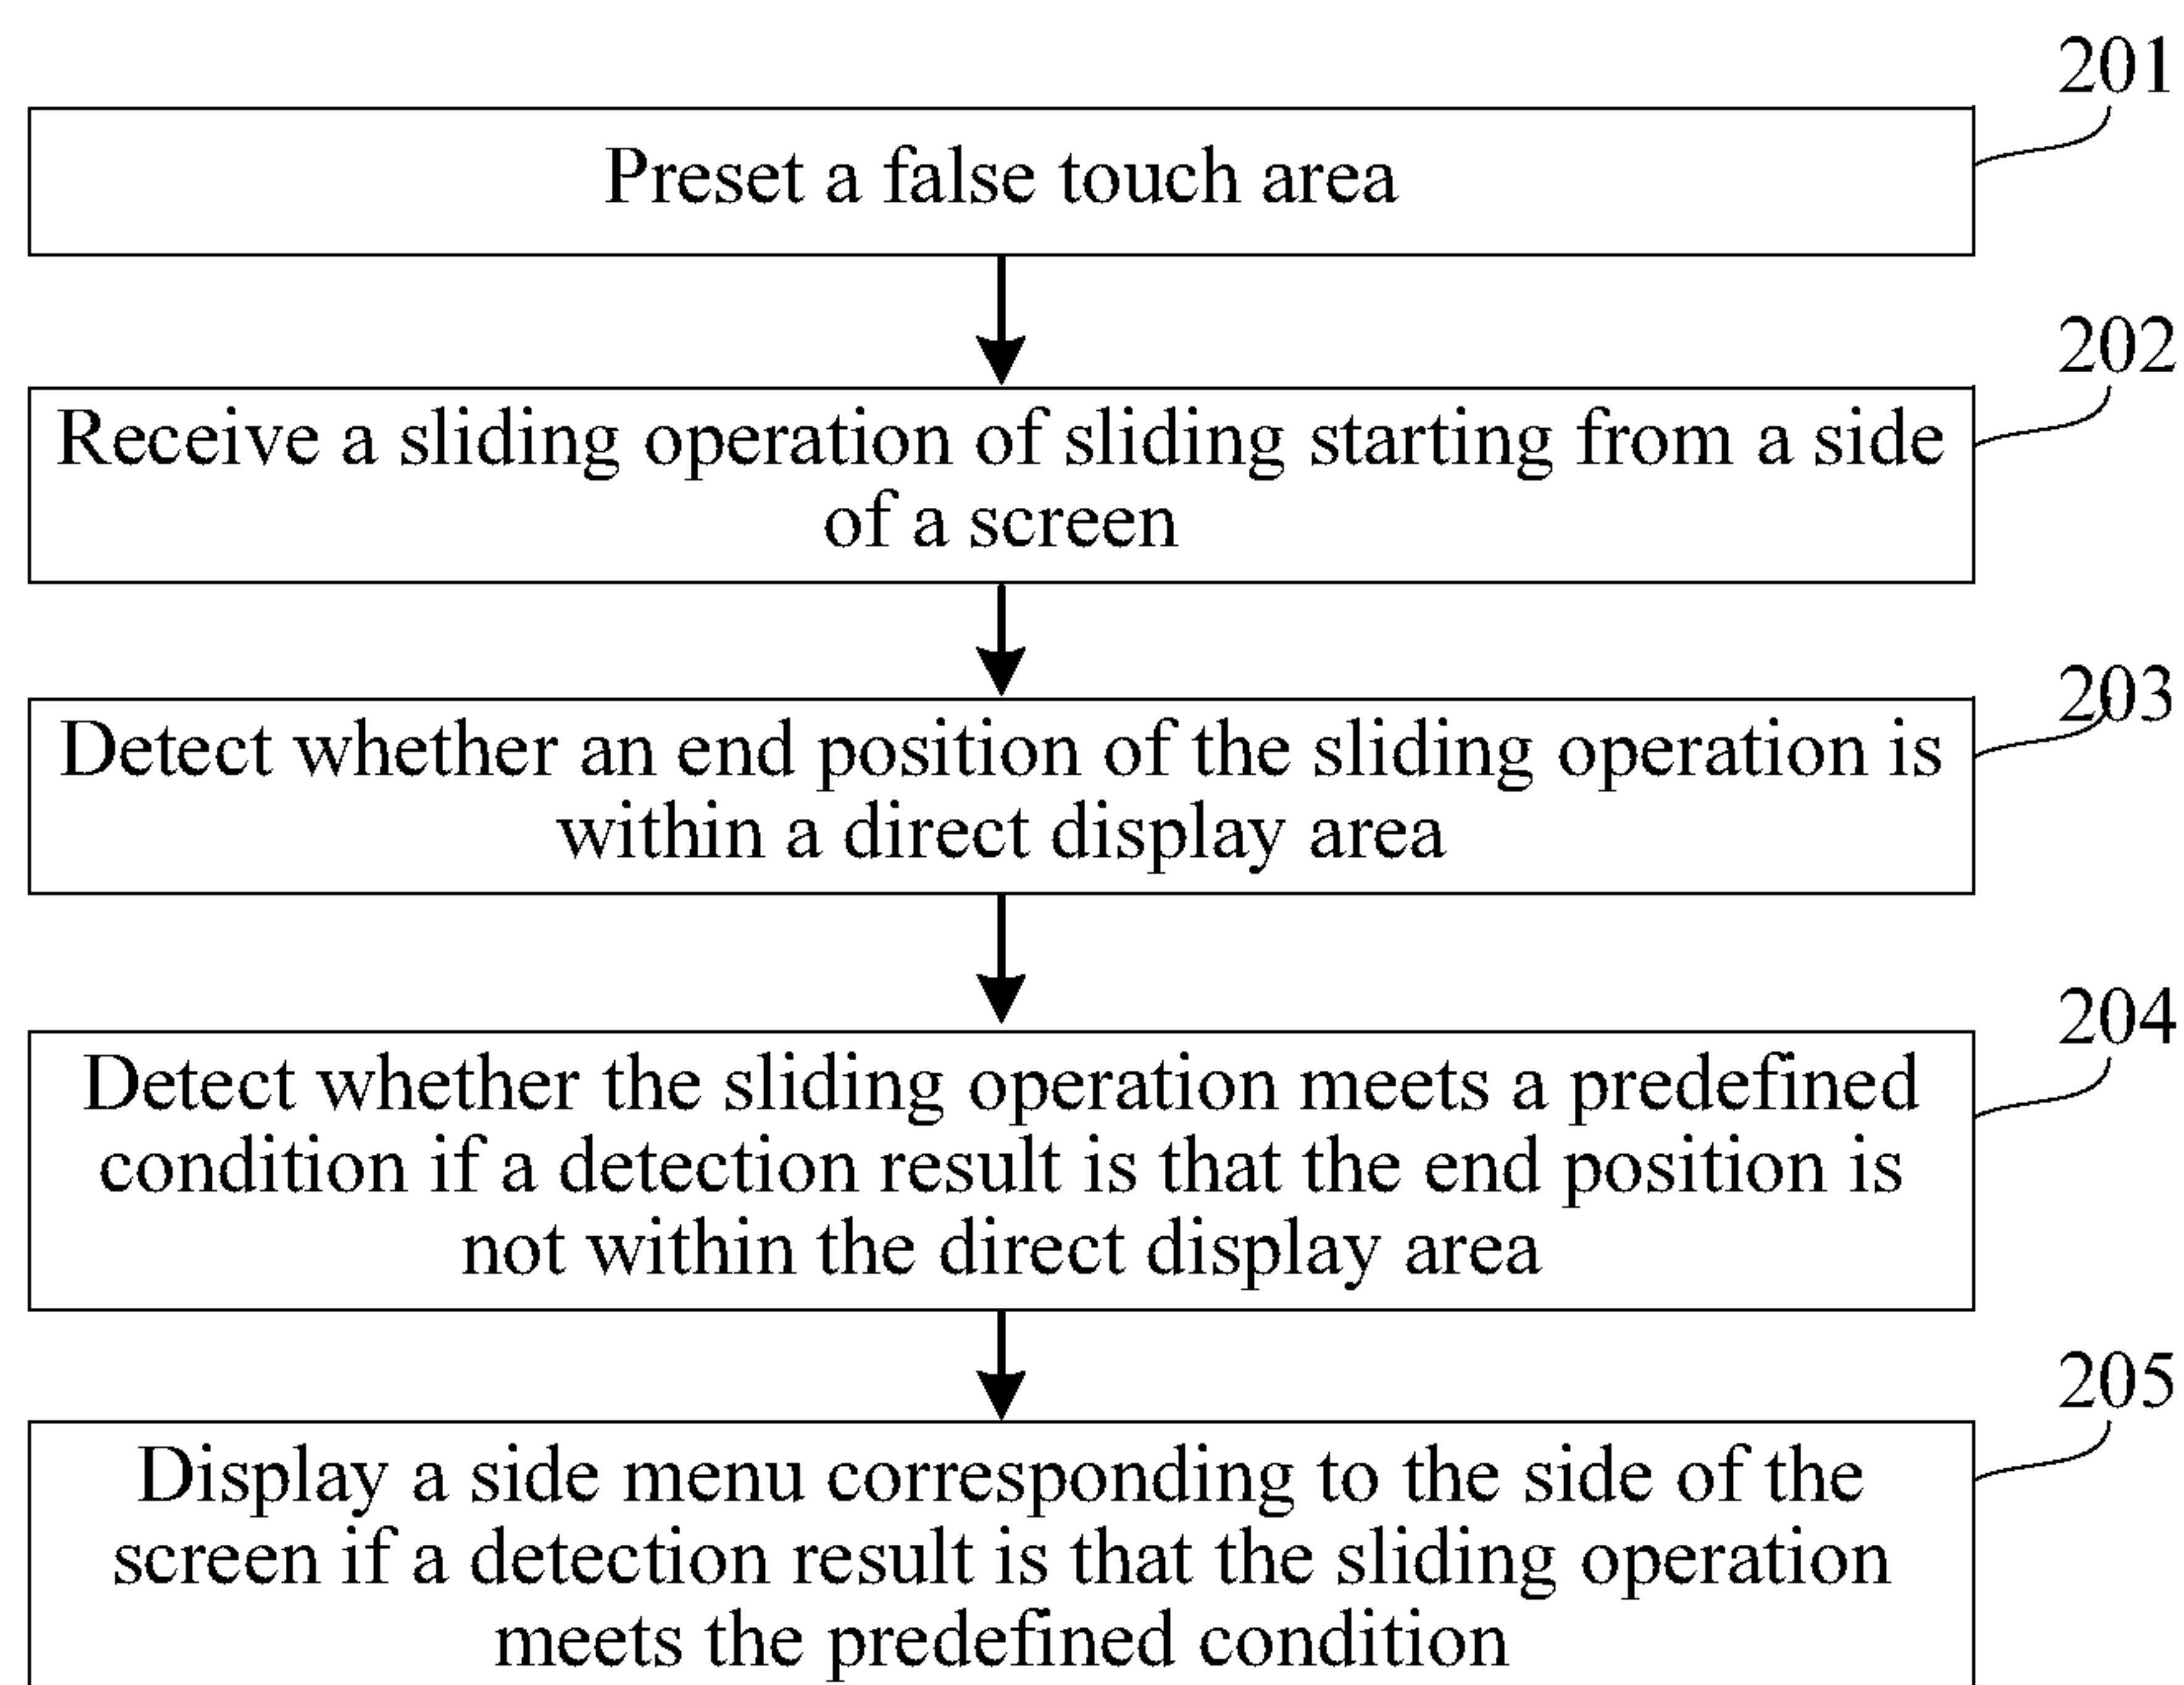 201
Preset a false touch area
202
Receive a sliding operation of sliding starting from a side
of a screen
203
Detect whether an end position of the sliding operation is
within a direct display area
204
Detect whether the sliding operation meets a predefined
condition if a detection result is that the end position is
not within the direct display area
205
Display a side menu corresponding to the side of the
screen if a detection result is that the sliding operation
meets the predefined condition